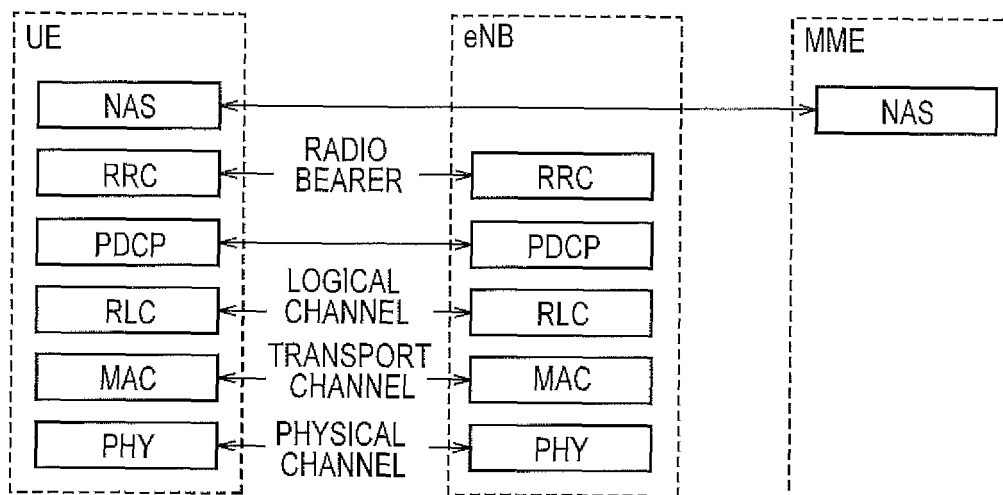 UE
eNB
MME
NAS
NAS
RRC
RADIO
BEARER
RRC
PDCP
PDCP
RLC
LOGICAL
CHANNEL
RLC
MAC
TRANSPORT
CHANNEL
MAC
PHY
PHYSICAL
CHANNEL
PHY